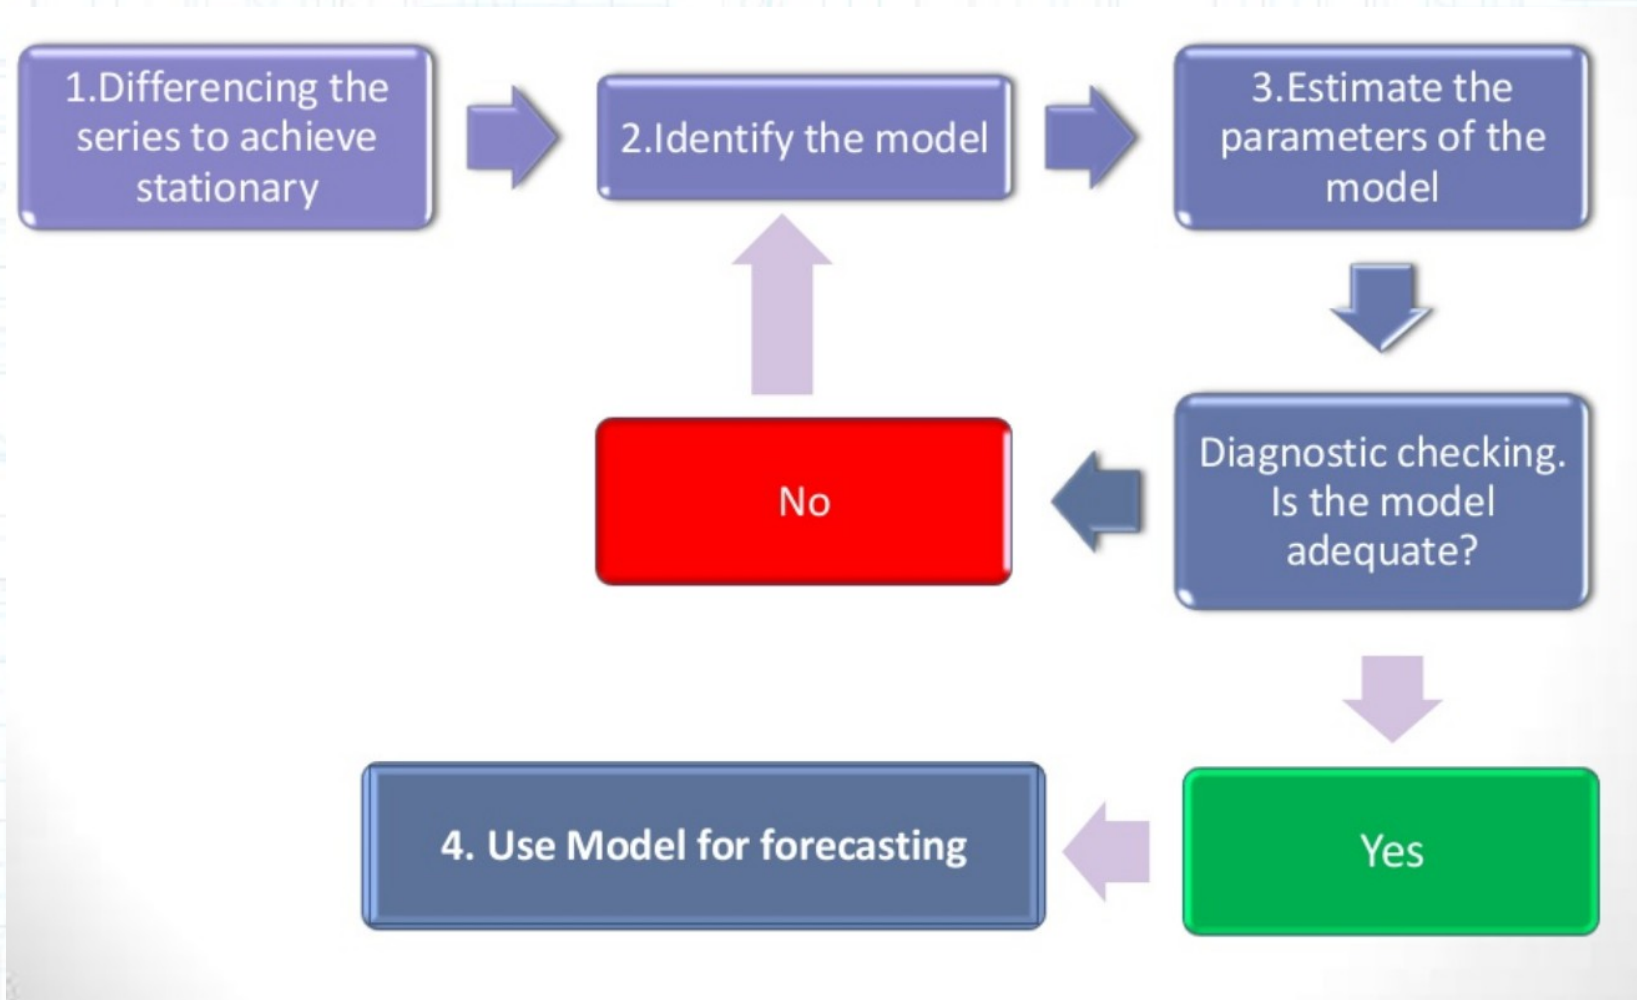 1.Differencing the
series to achieve
stationary
2.Identify the model
3.Estimate the
parameters of the
model
Diagnostic checking.
Is the model
adequate?
No
Yes
4. Use Model for forecasting